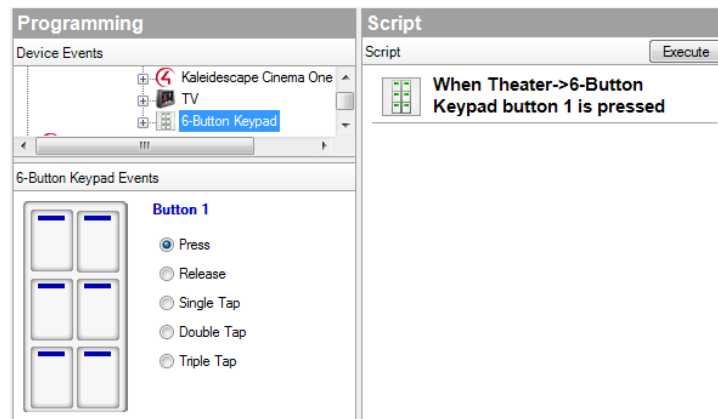 Programming
Device Events
Kaleidescape Cinema One
TV
6-Button Keypad
6-Button Keypad Events
Button 1
Press
Release
Single Tap
Double Tap
Triple Tap
Script
Script
Execute
When Theater->6-Button
Keypad button 1 is pressed